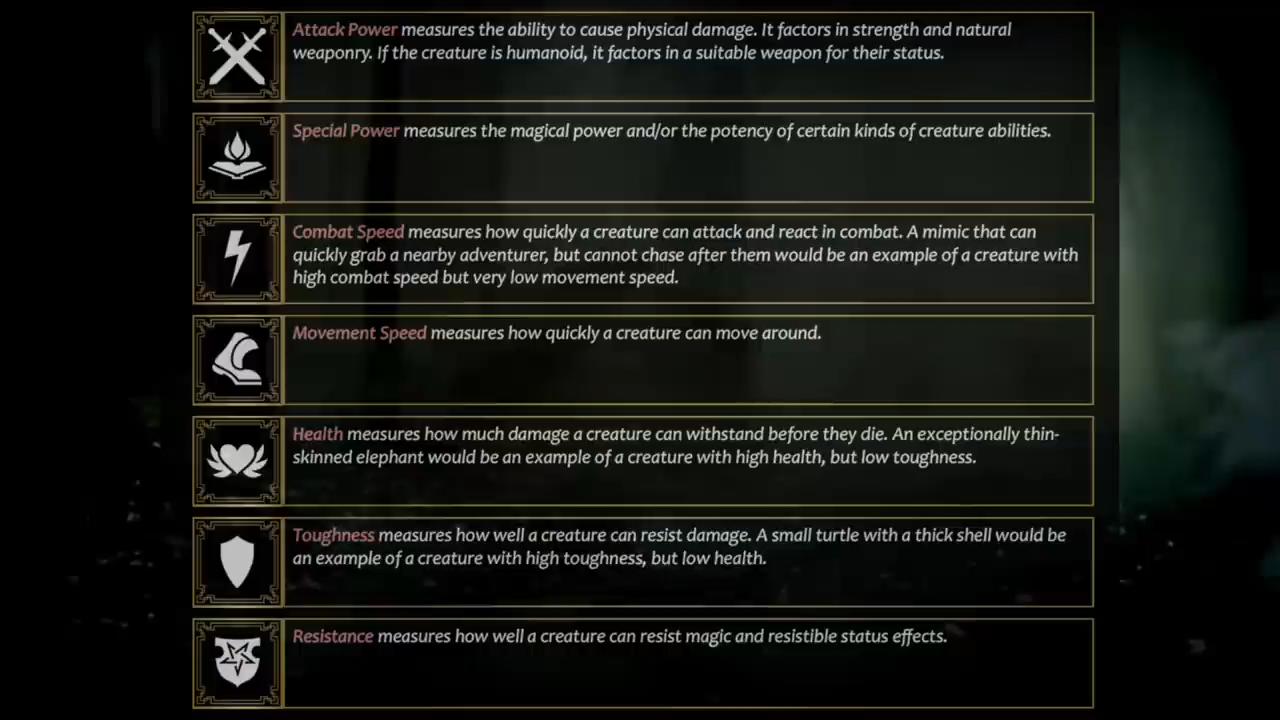 Attack Power measures the ability to cause physical damage. It factors in strength and natural
weaponry. If the creature is humanoid, it factors in a suitable weapon for their status.
Special Power measures the magical power and/or the potency of certain kinds of creature abilities.
Combat Speed measures how quickly a creature can attack and react in combat. A mimic that can
quickly grab a nearby adventurer, but cannot chase after them would be an example of a creature with
high combat speed but very low movement speed.
Movement Speed measures how quickly a creature can move around.
Health measures how much damage a creature can withstand before they die. An exceptionally thin-
skinned elephant would be an example of a creature with high health, but low toughness.
Toughness measures how well a creature can resist damage. A small turtle with a thick shell would be
an example of a creature with high toughness, but low health.
Resistance measures how well a creature can resist magic and resistible status effects.